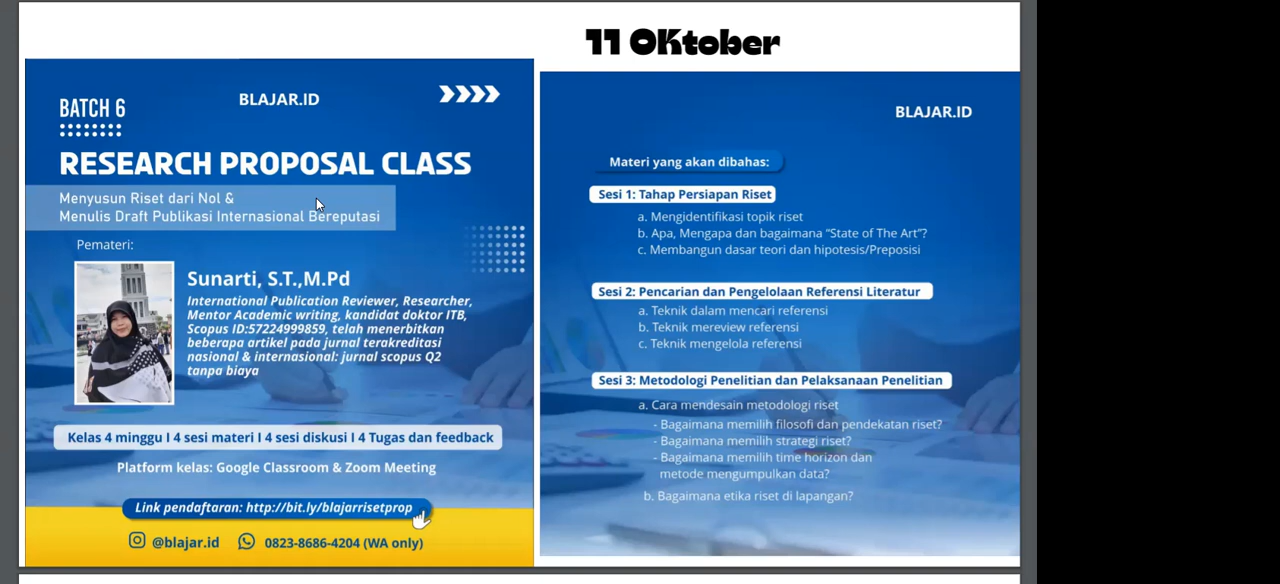 11 Oktober
BATCH 6
BLAJAR.ID
RESEARCH PROPOSAL CLASS
Menyusun Riset dari Nol &
Menulis Draft Publikasi Internasional Bereputasi
Pemateri:
Sunarti, S.T.,M.Pd
International Publication Reviewer, Researcher,
Mentor Academic writing, kandidat doktor ITB,
Scopus ID:57224999859, telah menerbitkan
beberapa artikel pada jurnal terakreditasi
nasional & internasional: jurnal scopus Q2
tanpa biaya
Kelas 4 minggu I 4 sesi materi I 4 sesi diskusi I 4 Tugas dan feedback
Platform kelas: Google Classroom & Zoom Meeting
Link pendaftaran: http://bit.ly/blajarrisetprop
@blajar.id
0823-8686-4204 (WA only)
BLAJAR.ID
Materi yang akan dibahas:
Sesi 1: Tahap Persiapan Riset
a. Mengidentifikasi topik riset
b. Apa, Mengapa dan bagaimana “State of The Art”?
c. Membangun dasar teori dan hipotesis/Preposisi
Sesi 2: Pencarian dan Pengelolaan Referensi Literatur
a. Teknik dalam mencari referensi
b. Teknik mereview referensi
c. Teknik mengelola referensi
Sesi 3: Metodologi Penelitian dan Pelaksanaan Penelitian
a. Cara mendesain metodologi riset
- Bagaimana memilih filosofi dan pendekatan riset?
- Bagaimana memilih strategi riset?
- Bagaimana memilih time horizon dan
metode mengumpulkan data?
b. Bagaimana etika riset di lapangan?